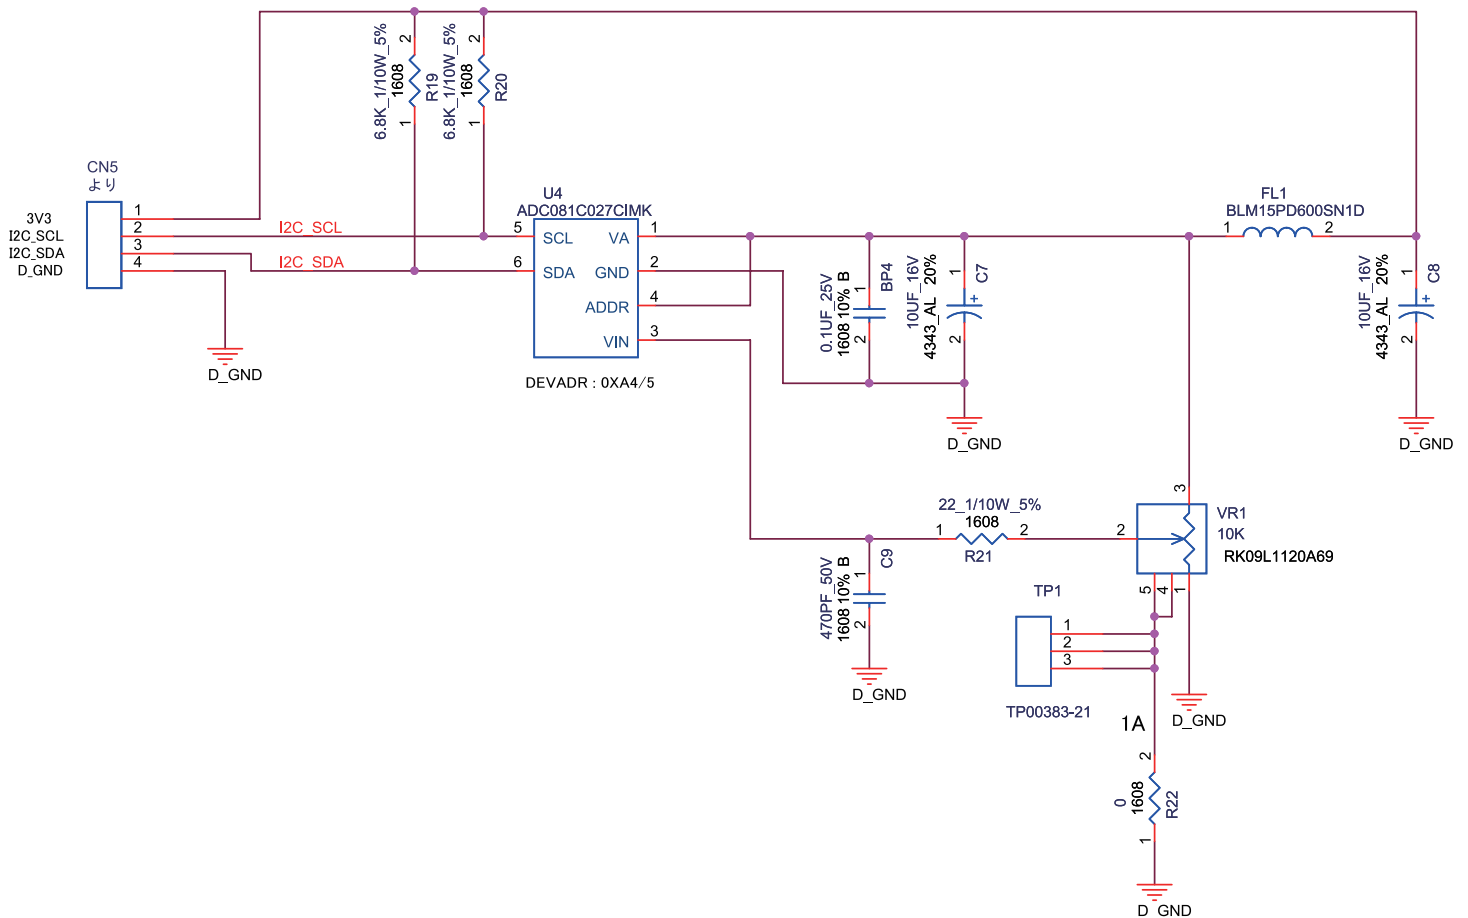 6.8K_1/10W_5%
1608
2
1
R19
6.8K_1/10W_5%
1608
2
1
R20
CN5
より
3V3
I2C_SCL
I2C_SDA
D_GND
1
2
3
4
I2C_SCL
I2C_SDA
D_GND
U4
ADC081C027CIMK
5
6
SCL
SDA
VA
GND
ADDR
VIN
1
2
4
3
DEVADR : 0XA4/5
0.1UF_25V
1608 10% B
1
2
BP4
10UF_16V
4343_AL 20%
1
2
C7
+
D_GND
FL1
BLM15PD600SN1D
1
2
10UF_16V
4343_AL 20%
1
2
C8
+
D_GND
22_1/10W_5%
1608
1
2
R21
470PF_50V
1608 10% B
1
2
C9
D_GND
3
2
5
4
1
VR1
10K
RK09L1120A69
TP1
1
2
3
TP00383-21
D_GND
1A
0
1608
2
1
R22
D_GND